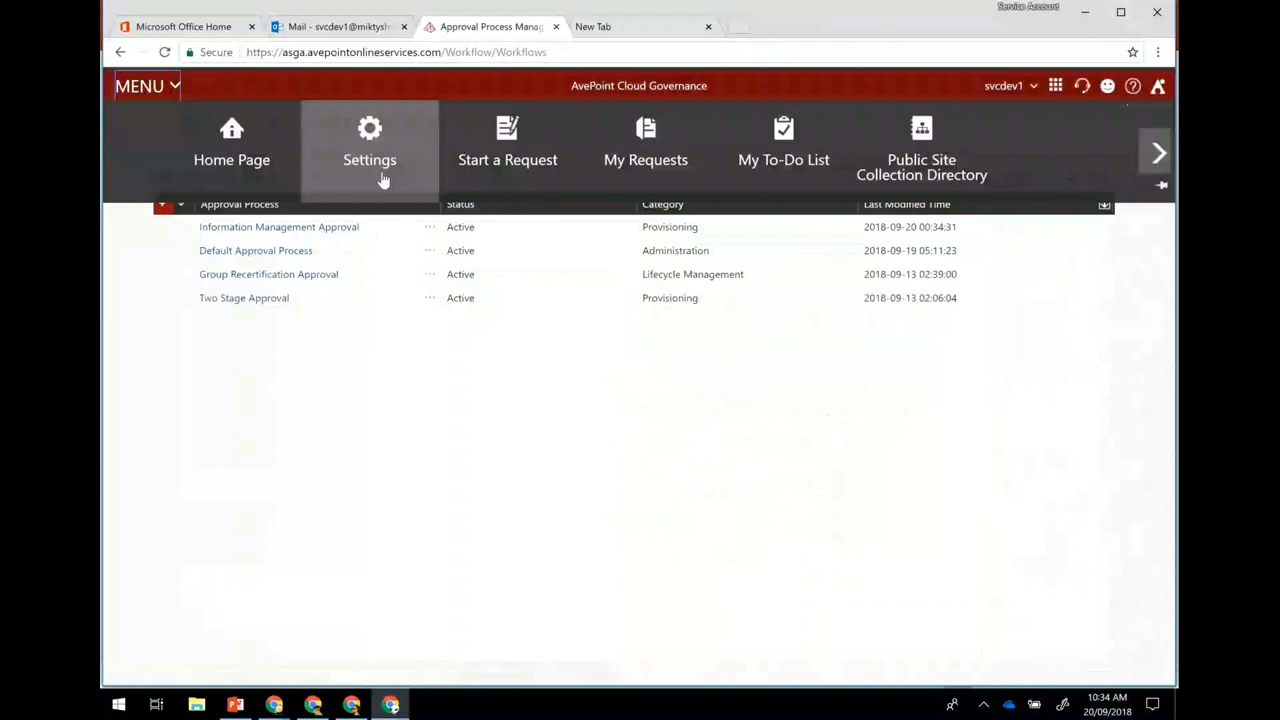 Service Account
Microsoft Office Home
Mail - svcdev1@miktysh
Approval Process Mana
New Tab
Secure
https://asga.avepointonlineservices.com/Workflow/Workflows
MENU
AvePoint Cloud Governance
svcdev1
Home Page
Settings
Start a Request
My Requests
My To-Do List
Public Site
Collection Directory
Approval Process
Status
Category
Last Modified Time
Information Management Approval
Active
Provisioning
2018-09-20 00:34:31
Default Approval Process
Active
Administration
2018-09-19 05:11:23
Group Recertification Approval
Active
Lifecycle Management
2018-09-13 02:39:00
Two Stage Approval
Active
Provisioning
2018-09-13 02:06:04
10:34 AM
20/09/2018